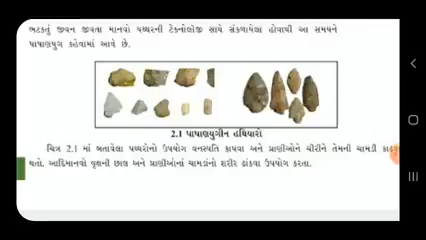 ભટકતું જીવન જીવતા માનવો પથ્થરની ટેકનોલોજી સાથે સંકળાયેલા હોવાથી આ સમયને
પાષાણયુગ કહેવામાં આવે છે.
2.1 પાષાણયુગીન હથિયારો
ચિત્ર 2.1 માં બતાવેલા પથ્થરોનો ઉપયોગ વનસ્પતિ કાપવા અને પ્રાણીઓને ચીરીને તેમની ચામડી
થતો. આદિમાનવો વૃક્ષની છાલ અને પ્રાણીઓનાં ચામડાંનો શરીર ઢાંકવા ઉપયોગ કરતા.